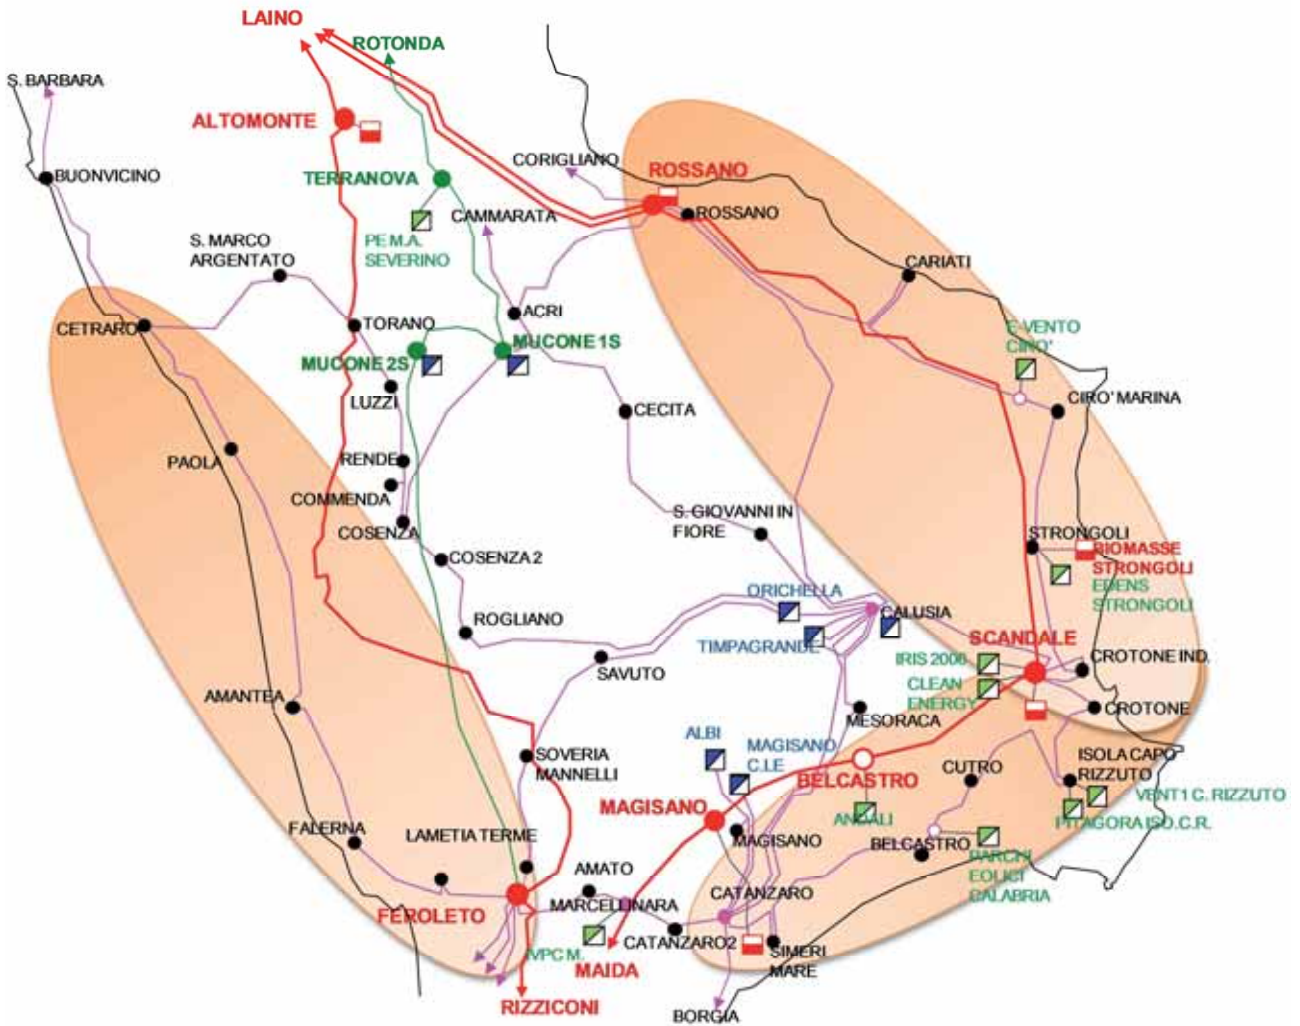 LAINO
ROTONDA
S. BARBARA
ALTOMONTE
CORIGLIANO
ROSSANO
BUONVICINO
TERRANOVA
CAMMARATA
ROSSANO
PE M.A.
SEVERINO
S. MARCO
ARGENTATO
CARIATI
CETRARO
TORANO
ACRI
E-VENTO
CIRO'
MUCONE 2S
MUCONE 1S
LUZZI
CECITA
CIRO' MARINA
PAOLA
RENDE
COMMENDA
COSENZA
S. GIOVANNI IN
FIORE
STRONGOLI
BIOMASSE
STRONGOLI
EDENS
STRONGOLI
COSENZA 2
ORICHELLA
CALUSIA
ROGLIANO
TIMPAGRANDE
SCANDALE
IRIS 2006
CROTONE IND.
SAVUTO
CLEAN
ENERGY
AMANTEA
MESORACA
CROTONE
ALBI
MAGISANO
C.LE
SOVERIA
MANNELLI
BELCASTRO
CUTRO
ISOLA CAPO
RIZZUTO
VENT1 C. RIZZUTO
MAGISANO
ANDALI
PITAGORA ISO.C.R.
FALERNA
LAMETIA TERME
MAGISANO
BELCASTRO
PARCHI
EOLICI
CALABRIA
AMATO
MARCELLINARA
CATANZARO
FEROLETO
CATANZARO2
IVPC M.
SIMERI
MARE
MAIDA
RIZZICONI
BORGIA